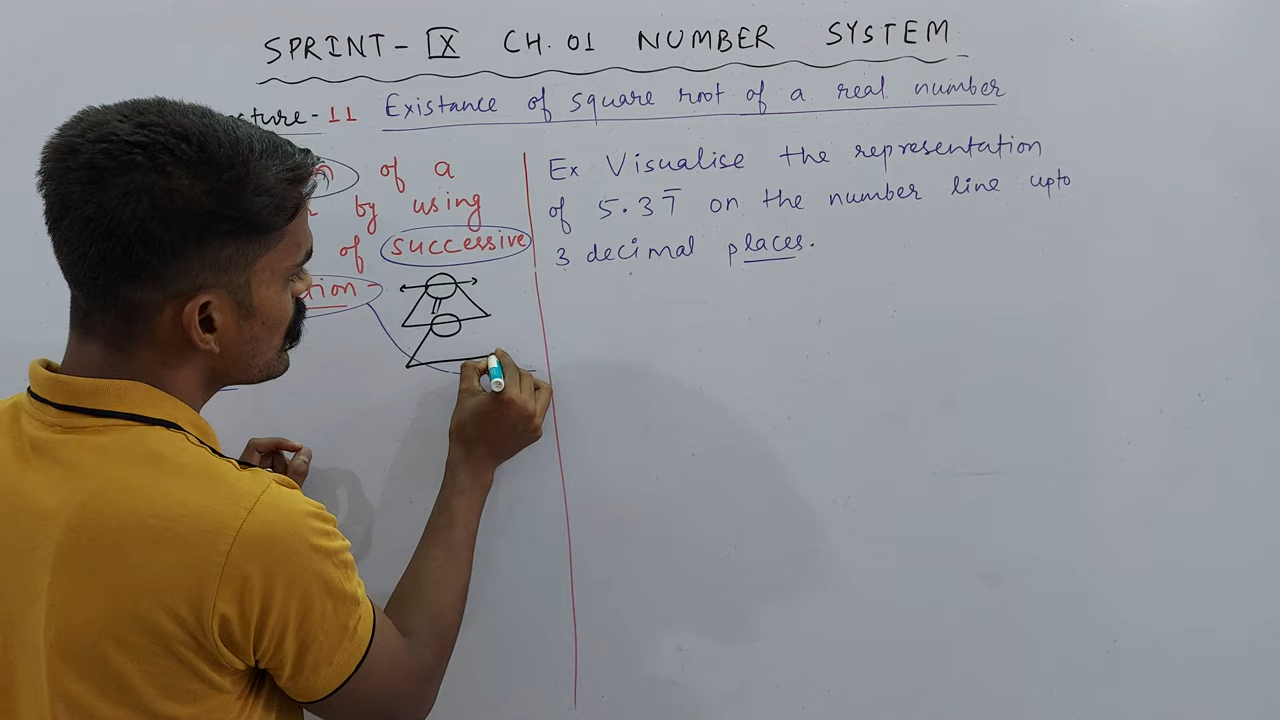 SPRINT- IX CH. 01 NUMBER SYSTEM
11 Existance of square root of a real number
of a
by using
of successive
Ex Visualise the representation
of 5.37̅ on the number line upto
3 decimal places.